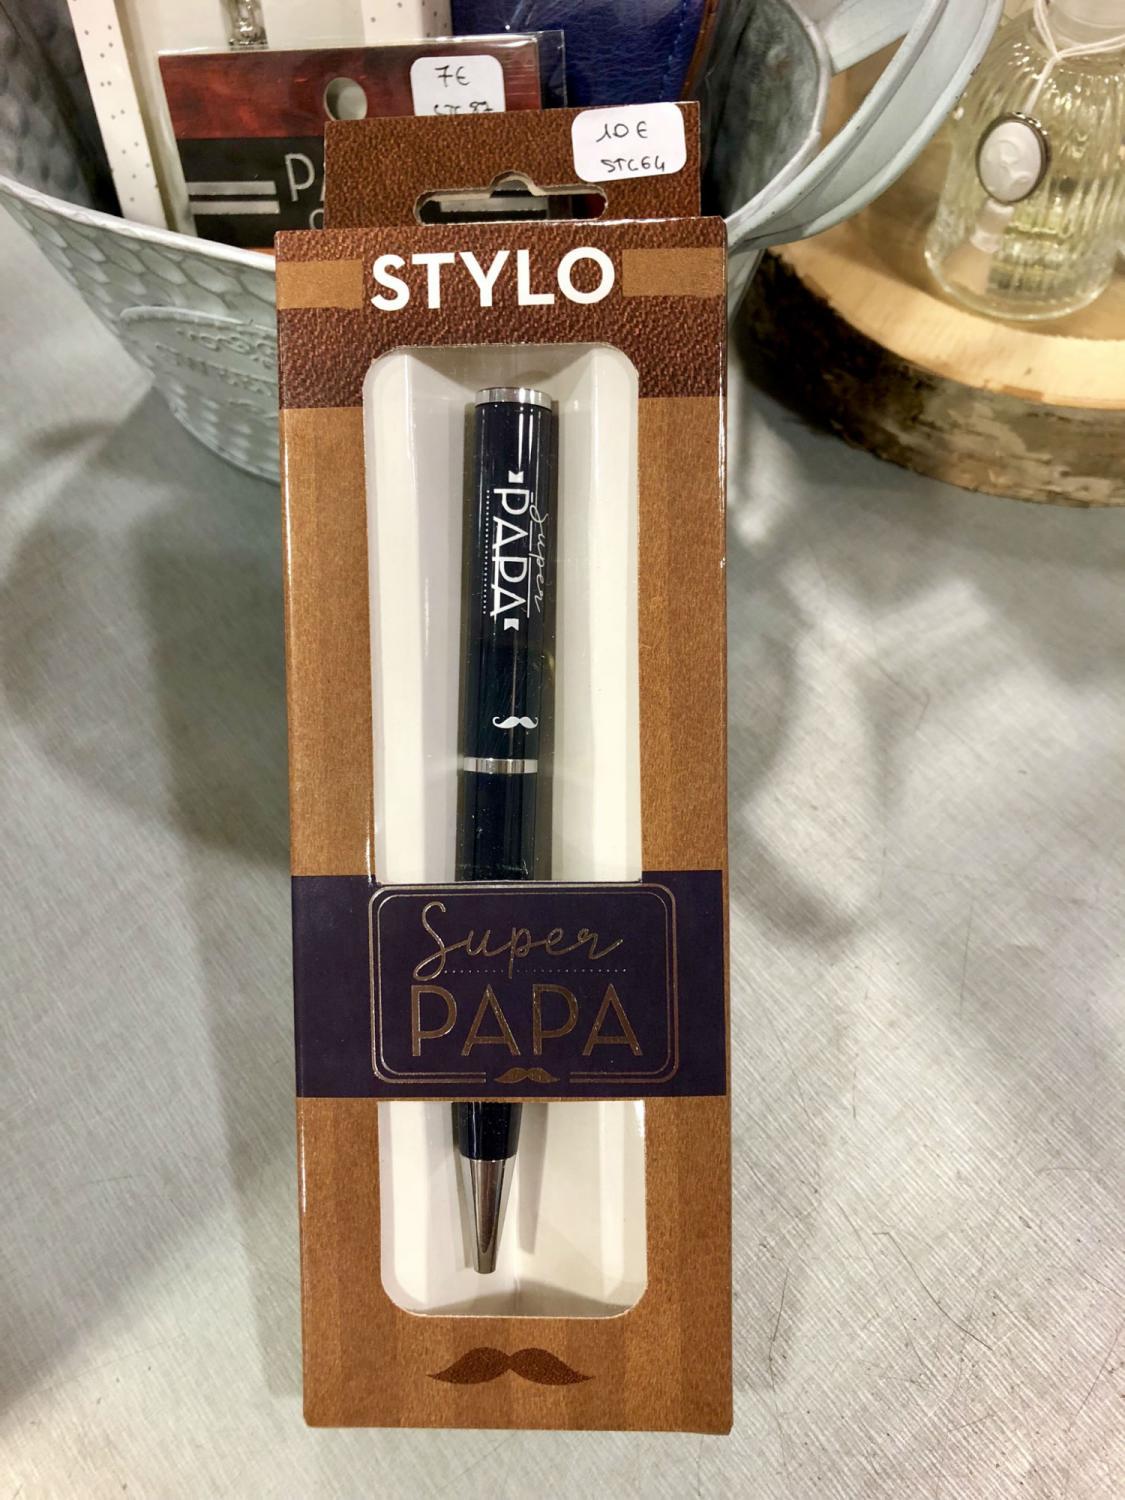 7€
10 €
STC64
STYLO
Super
PAPA
Super
PAPA